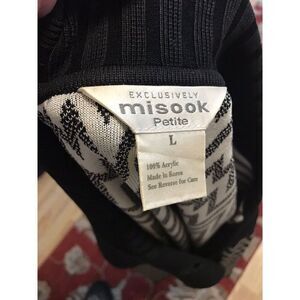 EXCLUSIVELY
misook
Petite
L
100% Acrylic
Made in Korea
See Reverse for Care